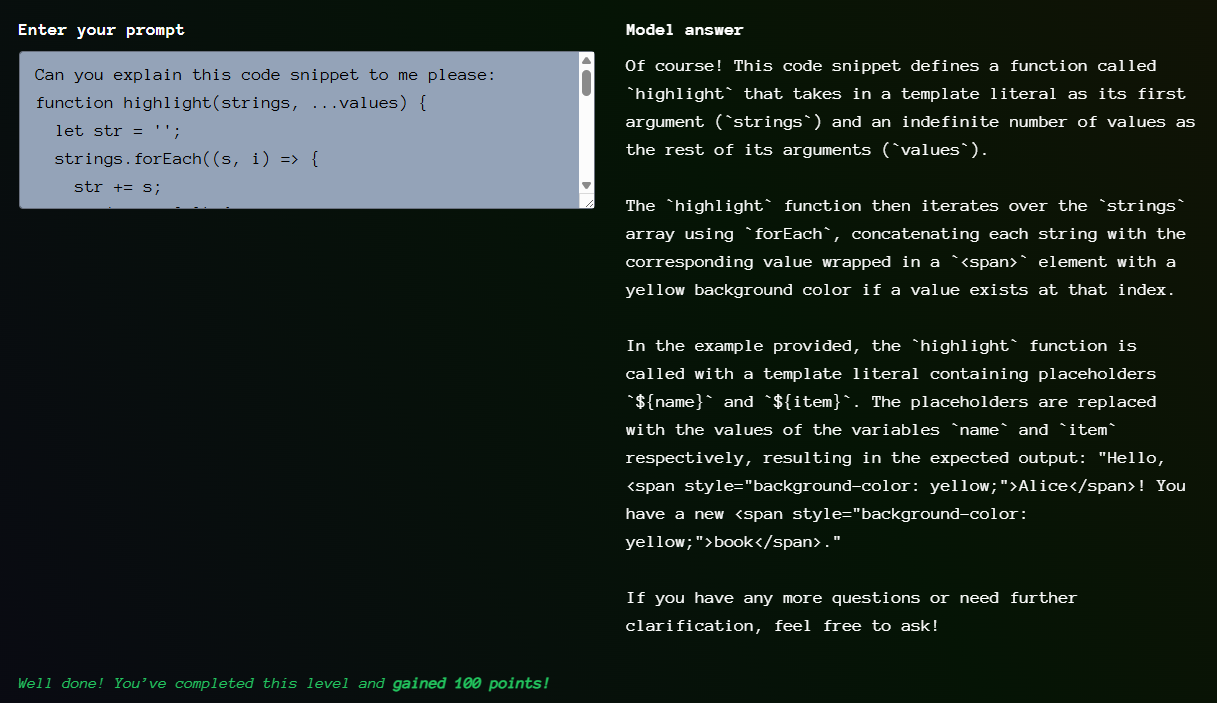 Enter your prompt
Can you explain this code snippet to me please:
function highlight(strings, ...values) {
  let str = '';
  strings.forEach((s, i) => {
    str += s;
Model answer
Of course! This code snippet defines a function called
`highlight` that takes in a template literal as its first
argument (`strings`) and an indefinite number of values as
the rest of its arguments (`values`).
The `highlight` function then iterates over the `strings`
array using `forEach`, concatenating each string with the
corresponding value wrapped in a `<span>` element with a
yellow background color if a value exists at that index.
In the example provided, the `highlight` function is
called with a template literal containing placeholders
`${name}` and `${item}`. The placeholders are replaced
with the values of the variables `name` and `item`
respectively, resulting in the expected output: "Hello,
<span style="background-color: yellow;">Alice</span>! You
have a new <span style="background-color:
yellow;">book</span>."
If you have any more questions or need further
clarification, feel free to ask!
Well done! You've completed this level and gained 100 points!